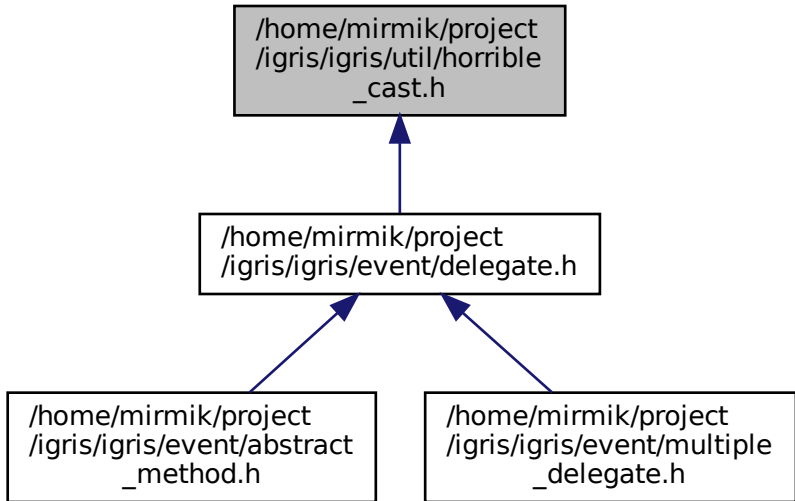 /home/mirmik/project
/igris/igris/util/horrible
_cast.h
/home/mirmik/project
/igris/igris/event/delegate.h
/home/mirmik/project
/igris/igris/event/abstract
_method.h
/home/mirmik/project
/igris/igris/event/multiple
_delegate.h